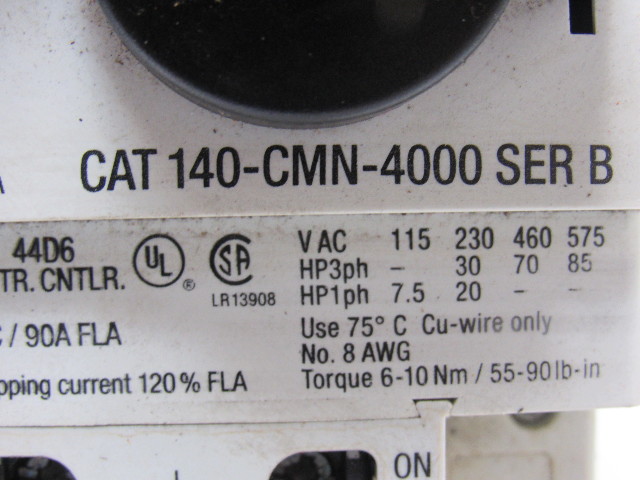 CAT 140-CMN-4000 SER B
44D6
TR. CNTLR.
UL
®
SA
LR13908
V AC 115 230 460 575
HP3ph – 30 70 85
HP1ph 7.5 20 – –
/ 90A FLA
current 120% FLA
Use 75° C Cu-wire only
No. 8 AWG
Torque 6-10 Nm / 55-90 lb-in
ON